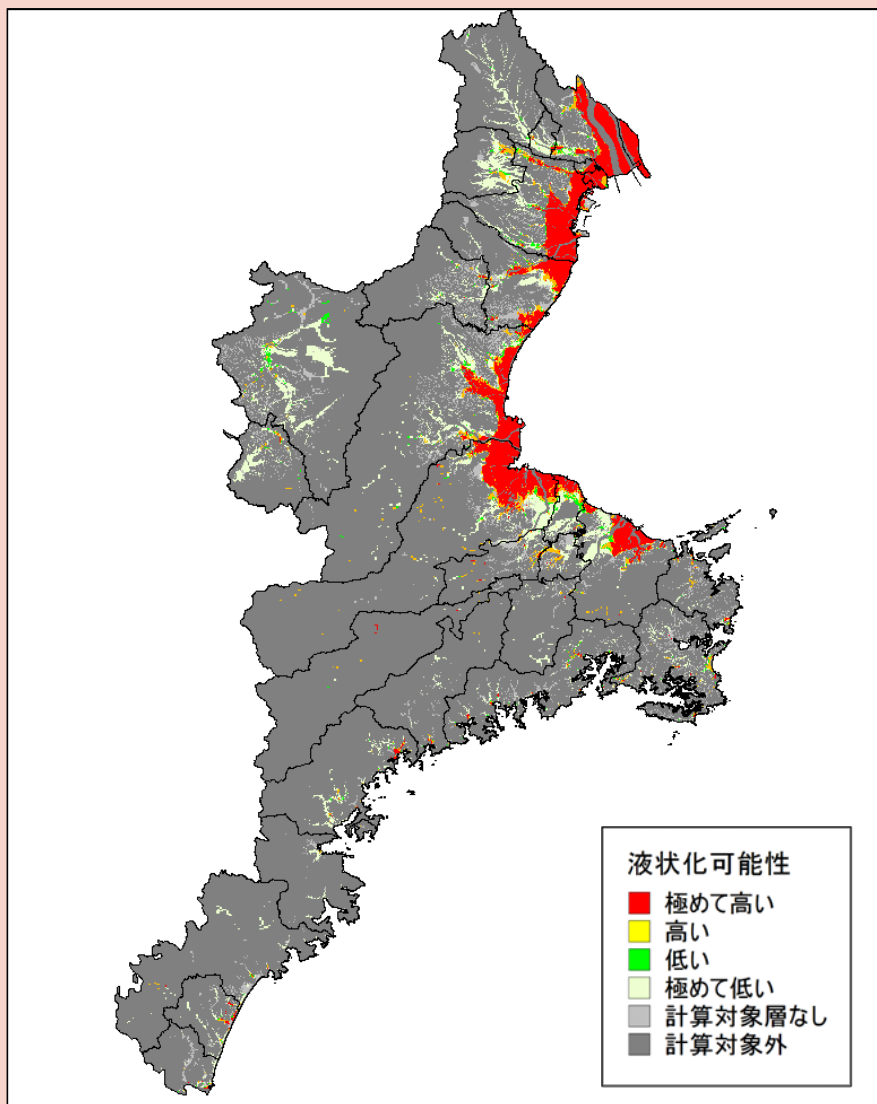 液状化可能性
極めて高い
高い
低い
極めて低い
計算対象層なし
計算対象外